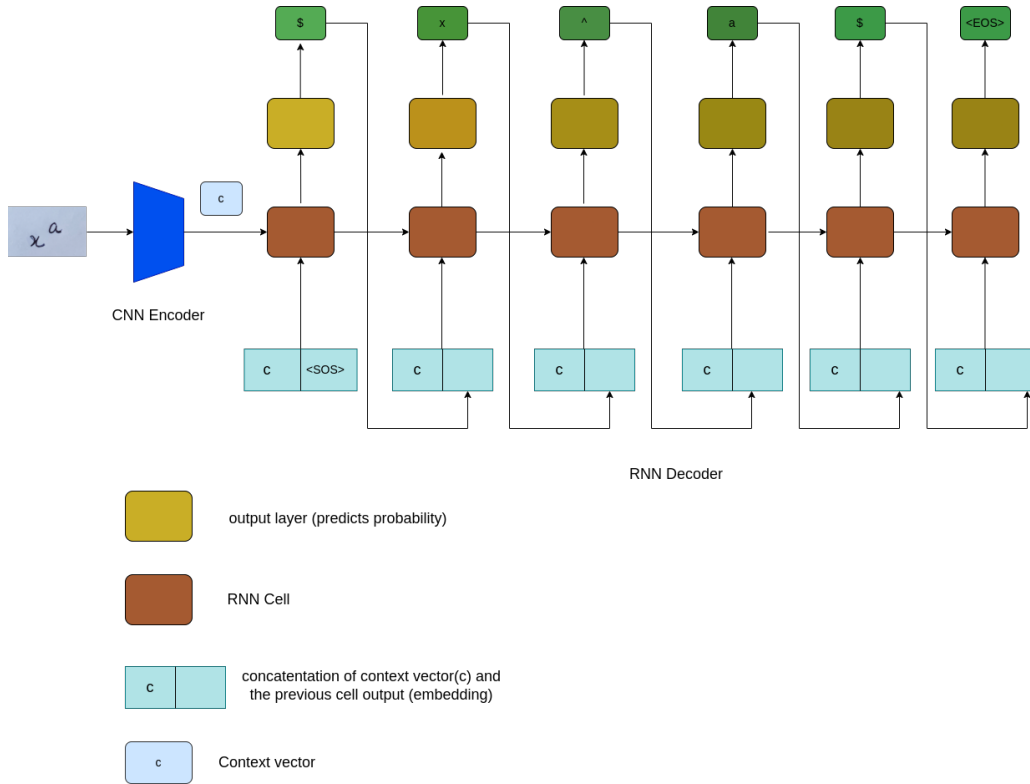 $ x ^ a $ <EOS>
c
x a
CNN Encoder
c <SOS> c c c c c
RNN Decoder
output layer (predicts probability)
RNN Cell
c
concatentation of context vector(c) and
the previous cell output (embedding)
c
Context vector